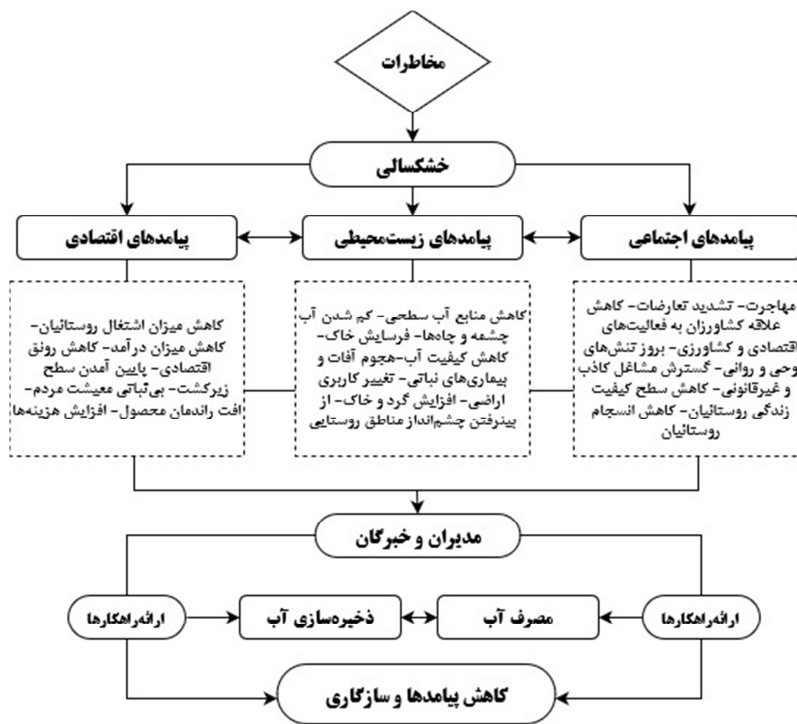 مخاطرات
خشکسالی
پیامدهای اجتماعی
پیامدهای زیست‌محیطی
پیامدهای اقتصادی
مهاجرت- تشدید تعارضات- کاهش
علاقه کشاورزان به فعالیت‌های
اقتصادی و کشاورزی- بروز تنش‌های
روحی و روانی- گسترش مشاغل کاذب
و غیرقانونی- کاهش سطح کیفیت
زندگی روستائیان- کاهش انسجام
روستائیان
کاهش منابع آب سطحی- کم شدن آب
چشمه و چاه‌ها- فرسایش خاک-
کاهش کیفیت آب-هجوم آفات و
بیماری‌های نباتی- تغییر کاربری
اراضی- افزایش گرد و خاک- از
بینرفتن چشم‌انداز مناطق روستایی
کاهش میزان اشتغال روستائیان-
کاهش میزان درآمد- کاهش رونق
اقتصادی- پایین آمدن سطح
زیرکشت- بی‌ثباتی معیشت مردم-
افت راندمان محصول- افزایش هزینه‌ها
مدیران و خبرگان
ارائه‌راهکارها
مصرف آب
ذخیره‌سازی آب
ارائه‌راهکارها
کاهش پیامدها و سازگاری